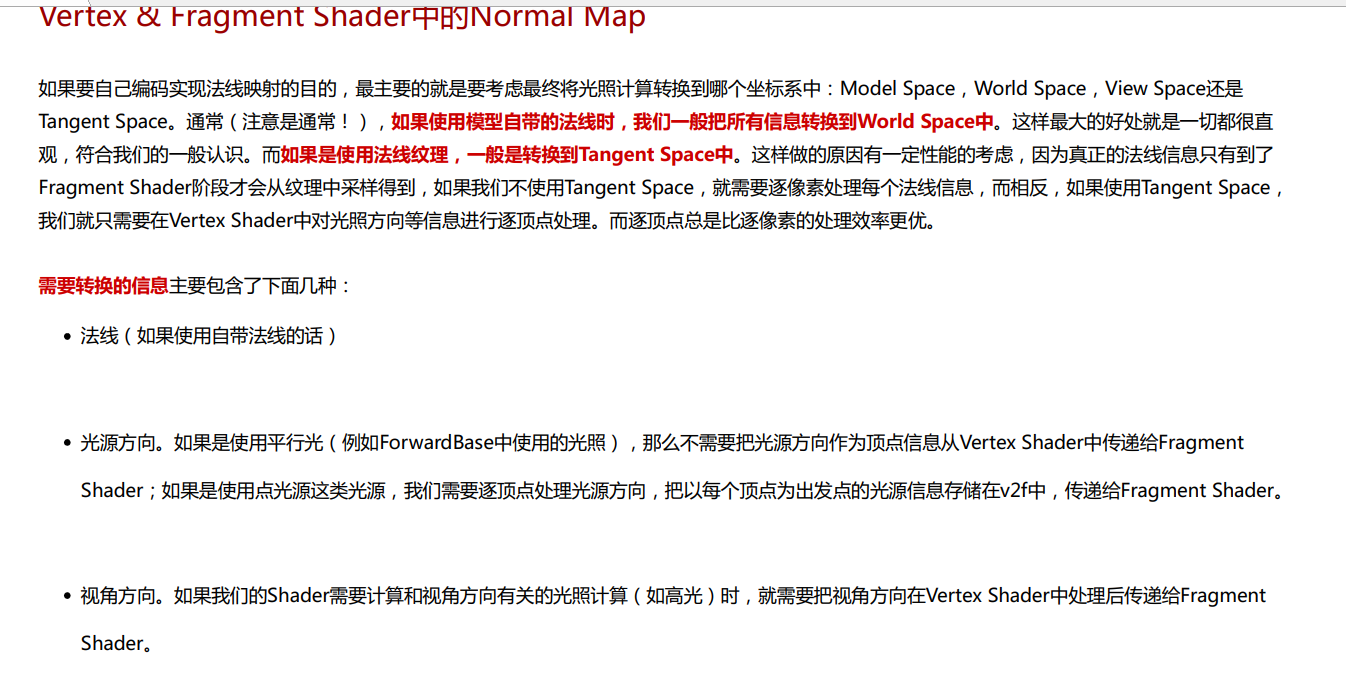 Vertex & Fragment Shader中的Normal Map
如果要自己编码实现法线映射的目的，最主要的就是要考虑最终将光照计算转换到哪个坐标系中：Model Space，World Space，View Space还是
Tangent Space。通常（注意是通常！），如果使用模型自带的法线时，我们一般把所有信息转换到World Space中。这样最大的好处就是一切都很直
观，符合我们的一般认识。而如果是使用法线纹理，一般是转换到Tangent Space中。这样做的原因有一定性能的考虑，因为真正的法线信息只有到了
Fragment Shader阶段才会从纹理中采样得到，如果我们不使用Tangent Space，就需要逐像素处理每个法线信息，而相反，如果使用Tangent Space，
我们就只需要在Vertex Shader中对光照方向等信息进行逐顶点处理。而逐顶点总是比逐像素的处理效率更优。
需要转换的信息主要包含了下面几种：
• 法线（如果使用自带法线的话）
• 光源方向。如果是使用平行光（例如ForwardBase中使用的光照），那么不需要把光源方向作为顶点信息从Vertex Shader中传递给Fragment
Shader；如果是使用点光源这类光源，我们需要逐顶点处理光源方向，把以每个顶点为出发点的光源信息存储在v2f中，传递给Fragment Shader。
• 视角方向。如果我们的Shader需要计算和视角方向有关的光照计算（如高光）时，就需要把视角方向在Vertex Shader中处理后传递给Fragment
Shader。